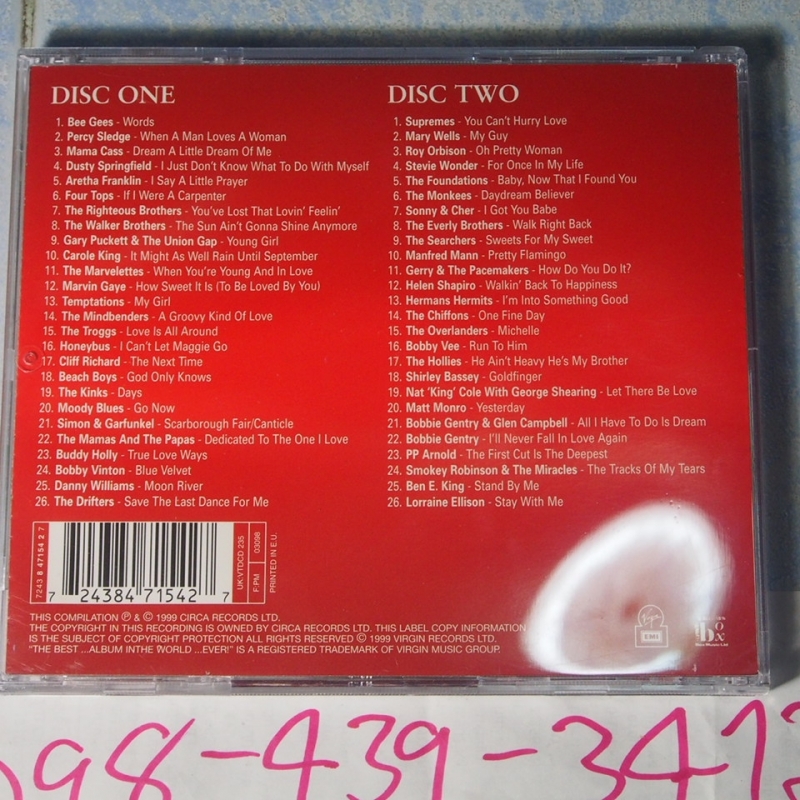 DISC ONE
1. Bee Gees - Words
2. Percy Sledge - When A Man Loves A Woman
3. Mama Cass - Dream A Little Dream Of Me
4. Dusty Springfield - I Just Don't Know What To Do With Myself
5. Aretha Franklin - I Say A Little Prayer
6. Four Tops - If I Were A Carpenter
7. The Righteous Brothers - You've Lost That Lovin' Feelin'
8. The Walker Brothers - The Sun Ain't Gonna Shine Anymore
9. Gary Puckett & The Union Gap - Young Girl
10. Carole King - It Might As Well Rain Until September
11. The Marvelettes - When You're Young And In Love
12. Marvin Gaye - How Sweet It Is (To Be Loved By You)
13. Temptations - My Girl
14. The Mindbenders - A Groovy Kind Of Love
15. The Troggs - Love Is All Around
16. Honeybus - I Can't Let Maggie Go
17. Cliff Richard - The Next Time
18. Beach Boys - God Only Knows
19. The Kinks - Days
20. Moody Blues - Go Now
21. Simon & Garfunkel - Scarborough Fair/Canticle
22. The Mamas And The Papas - Dedicated To The One I Love
23. Buddy Holly - True Love Ways
24. Bobby Vinton - Blue Velvet
25. Danny Williams - Moon River
26. The Drifters - Save The Last Dance For Me
DISC TWO
1. Supremes - You Can't Hurry Love
2. Mary Wells - My Guy
3. Roy Orbison - Oh Pretty Woman
4. Stevie Wonder - For Once In My Life
5. The Foundations - Baby, Now That I Found You
6. The Monkees - Daydream Believer
7. Sonny & Cher - I Got You Babe
8. The Everly Brothers - Walk Right Back
9. The Searchers - Sweets For My Sweet
10. Manfred Mann - Pretty Flamingo
11. Gerry & The Pacemakers - How Do You Do It?
12. Helen Shapiro - Walkin' Back To Happiness
13. Hermans Hermits - I'm Into Something Good
14. The Chiffons - One Fine Day
15. The Overlanders - Michelle
16. Bobby Vee - Run To Him
17. The Hollies - He Ain't Heavy He's My Brother
18. Shirley Bassey - Goldfinger
19. Nat 'King' Cole With George Shearing - Let There Be Love
20. Matt Monro - Yesterday
21. Bobbie Gentry & Glen Campbell - All I Have To Do Is Dream
22. Bobbie Gentry - I'll Never Fall In Love Again
23. PP Arnold - The First Cut Is The Deepest
24. Smokey Robinson & The Miracles - The Tracks Of My Tears
25. Ben E. King - Stand By Me
26. Lorraine Ellison - Stay With Me
7243 8 47154 2 7
7 24384 71542 7
UK:VTDCD 235
F:PM 03098
PRINTED IN E.U.
THIS COMPILATION ℗ & © 1999 CIRCA RECORDS LTD.
THE COPYRIGHT IN THIS RECORDING IS OWNED BY CIRCA RECORDS LTD. THIS LABEL COPY INFORMATION
IS THE SUBJECT OF COPYRIGHT PROTECTION ALL RIGHTS RESERVED © 1999 VIRGIN RECORDS LTD.
"THE BEST ...ALBUM INTHE WORLD ...EVER!" IS A REGISTERED TRADEMARK OF VIRGIN MUSIC GROUP.
Virgin
EMI
box
98-439-341